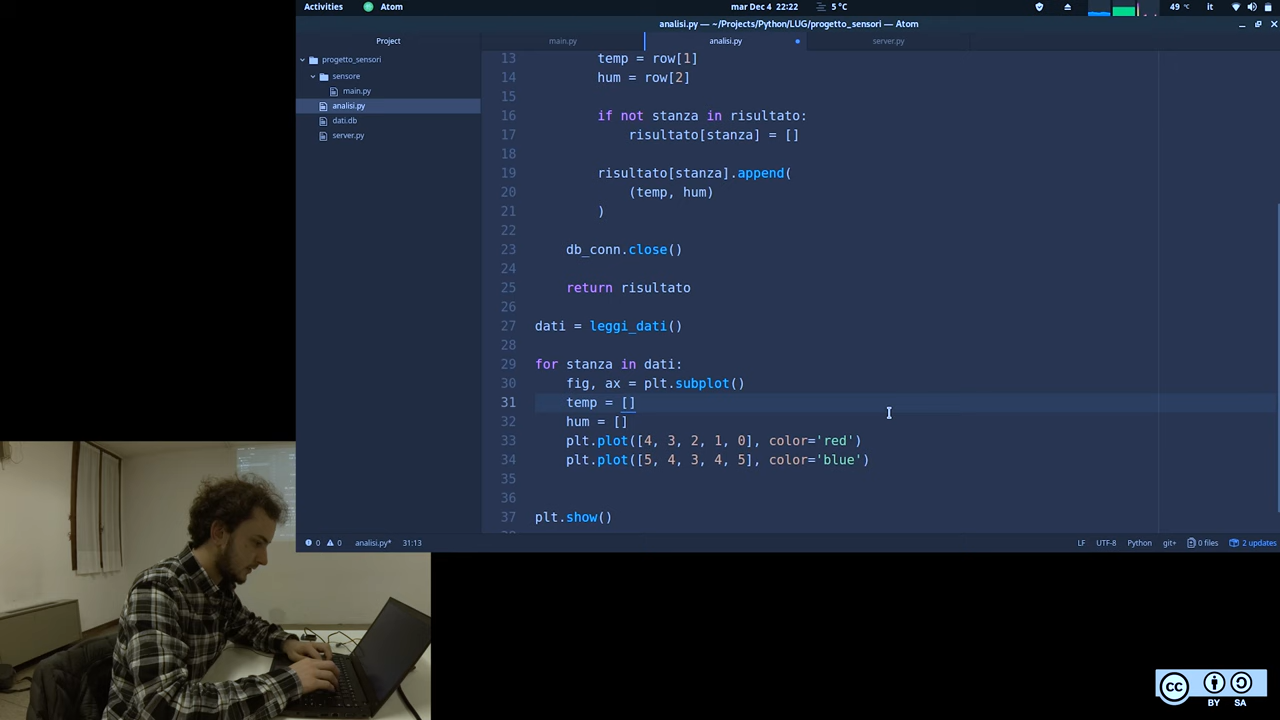 Activities Atom mar Dec 4 22:22 5 °C 49 °C it
analisi.py — ~/Projects/Python/LUG/progetto_sensori — Atom
Project main.py analisi.py server.py
progetto_sensori
sensore
main.py
analisi.py
dati.db
server.py
13 temp = row[1]
14 hum = row[2]
15
16 if not stanza in risultato:
17 risultato[stanza] = []
18
19 risultato[stanza].append(
20 (temp, hum)
21 )
22
23 db_conn.close()
24
25 return risultato
26
27 dati = leggi_dati()
28
29 for stanza in dati:
30 fig, ax = plt.subplot()
31 temp = []
32 hum = []
33 plt.plot([4, 3, 2, 1, 0], color='red')
34 plt.plot([5, 4, 3, 4, 5], color='blue')
35
36
37 plt.show()
0 0 analisi.py* 31:13 LF UTF-8 Python git+ 0 files 2 updates
cc
BY SA